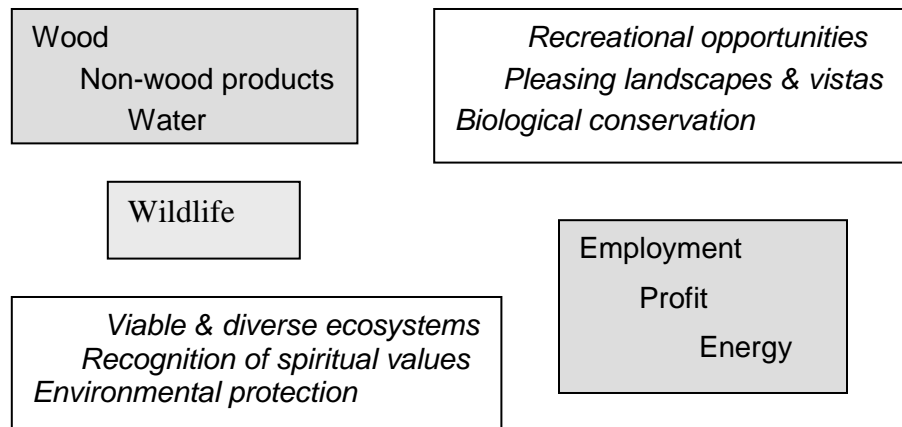 Wood
Non-wood products
Water
Recreational opportunities
Pleasing landscapes & vistas
Biological conservation
Wildlife
Employment
Profit
Energy
Viable & diverse ecosystems
Recognition of spiritual values
Environmental protection